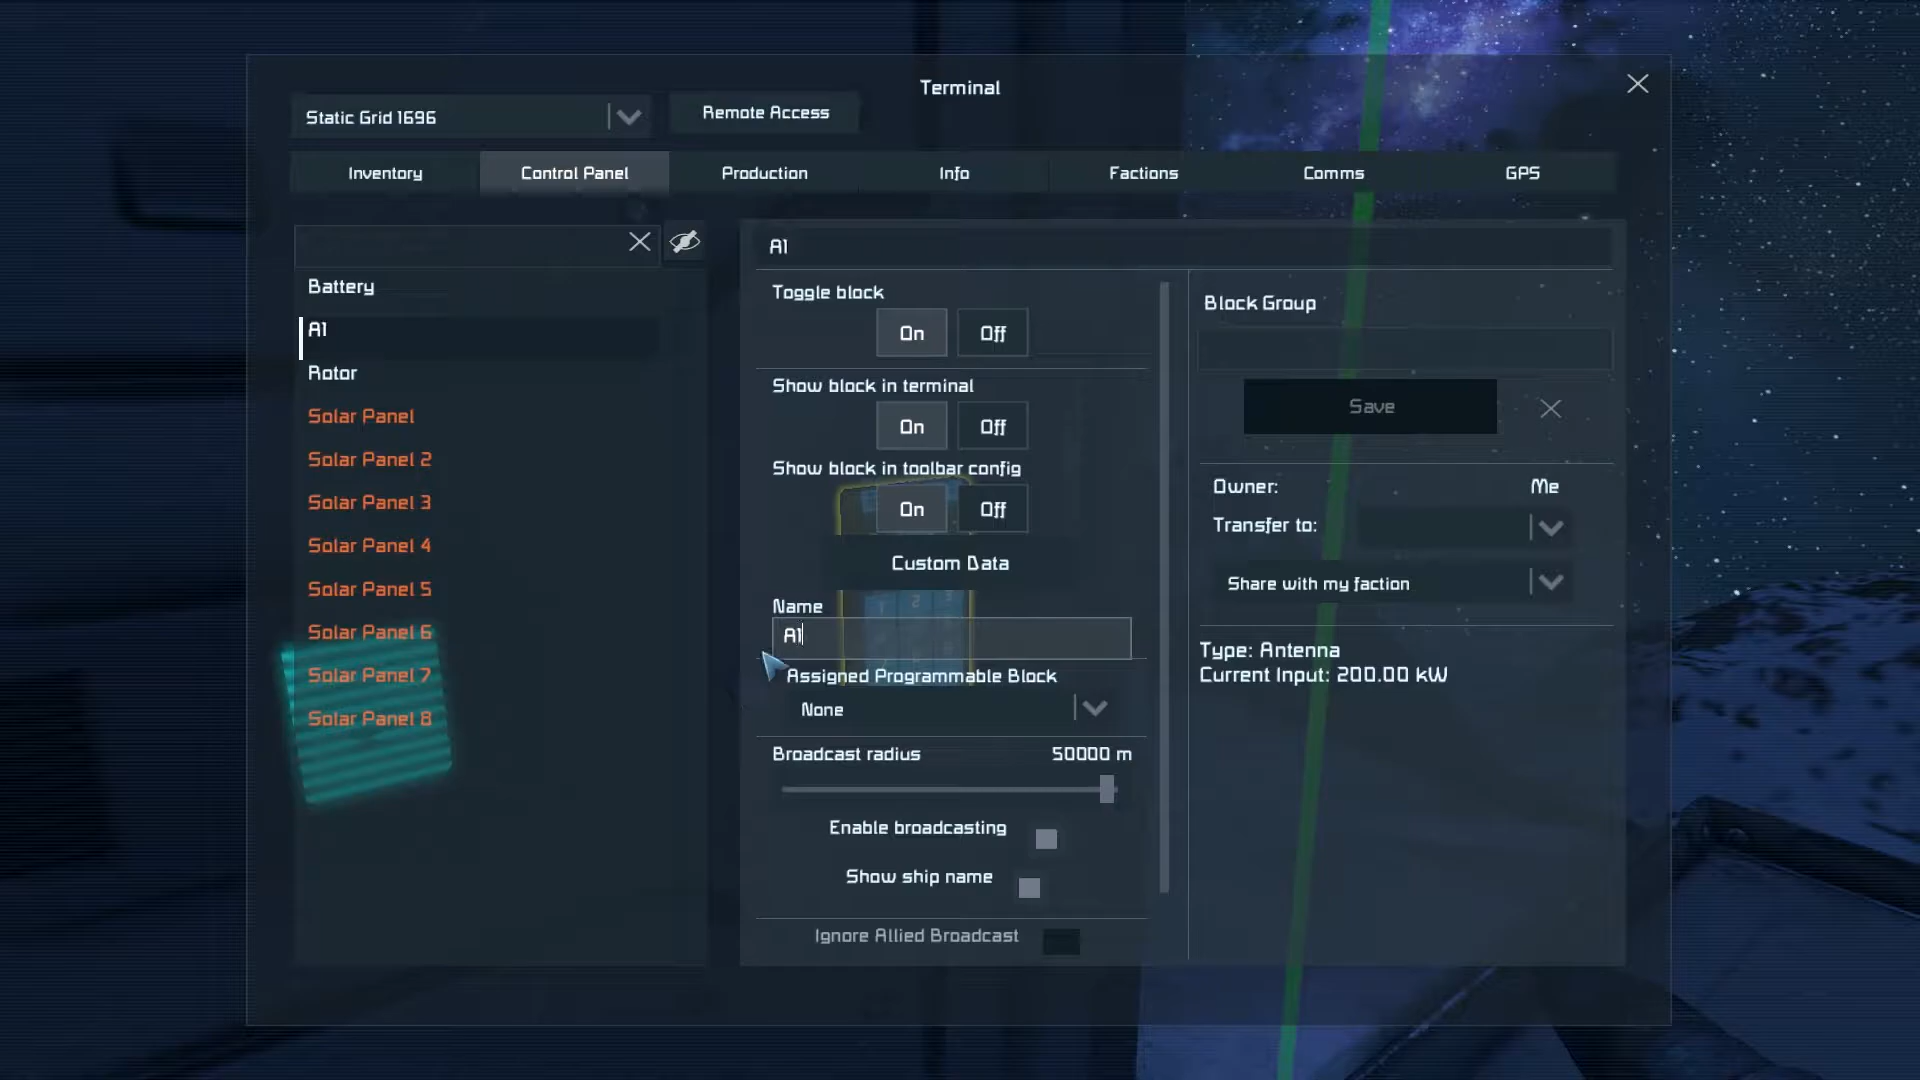 Terminal
Static Grid 1696
Remote Access
Inventory
Control Panel
Production
Info
Factions
Comms
GPS
Battery
A1
Rotor
Solar Panel
Solar Panel 2
Solar Panel 3
Solar Panel 4
Solar Panel 5
Solar Panel 6
Solar Panel 7
Solar Panel 8
A1
Toggle block
On Off
Show block in terminal
On Off
Show block in toolbar config
On Off
Custom Data
Name
A1
Assigned Programmable Block
None
Broadcast radius 50000 m
Enable broadcasting
Show ship name
Ignore Allied Broadcast
Block Group
Save
Owner: Me
Transfer to:
Share with my faction
Type: Antenna
Current Input: 200.00 kW